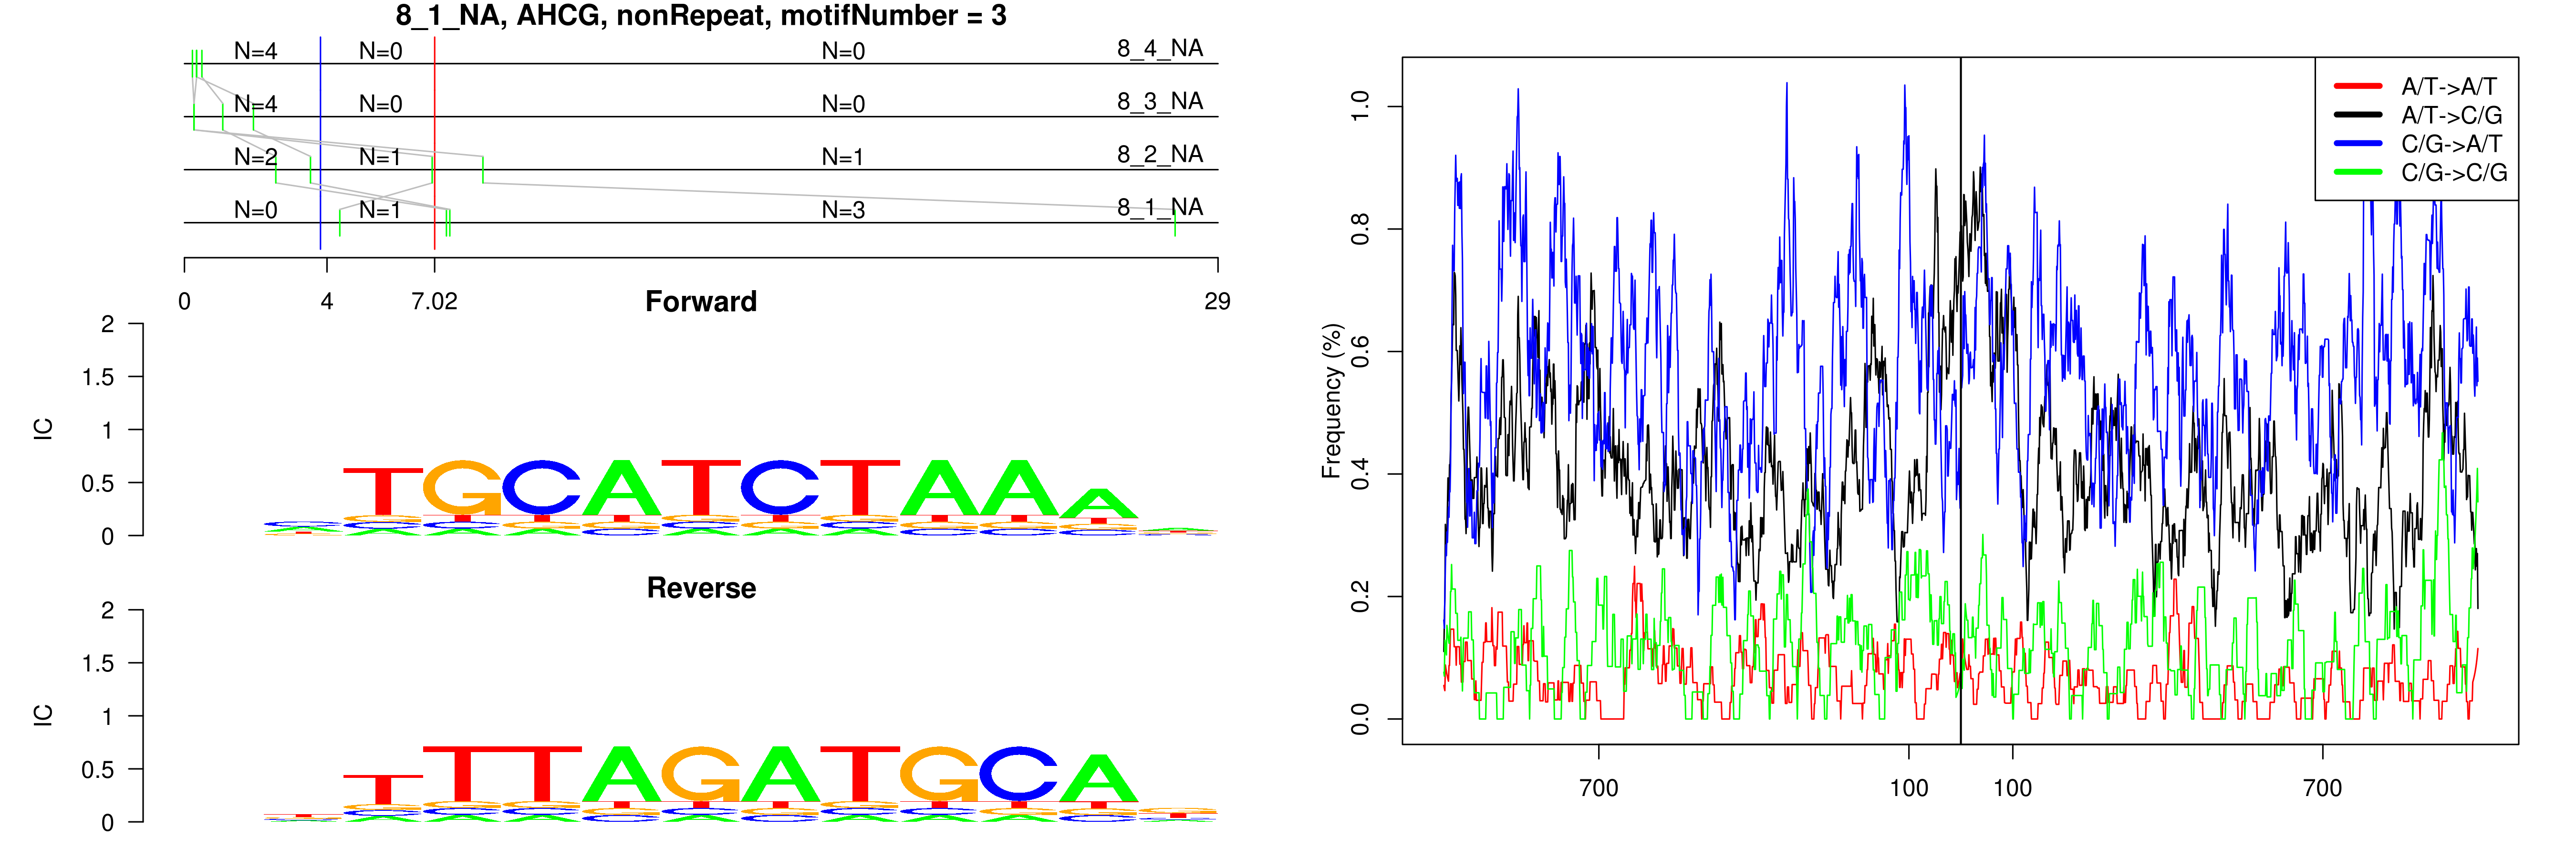 8_1_NA, AHCG, nonRepeat, motifNumber = 3
N=4 N=0 N=0 8_4_NA
N=4 N=0 N=0 8_3_NA
N=2 N=1 N=1 8_2_NA
N=0 N=1 N=3 8_1_NA
0 4 7.02 29
Forward
2
1.5
1
0.5
0
IC
TGCATCTAAA
Reverse
2
1.5
1
0.5
0
IC
TTTAGATGCA
A/T->A/T
A/T->C/G
C/G->A/T
C/G->C/G
Frequency (%)
1.0
0.8
0.6
0.4
0.2
0.0
700 100 100 700